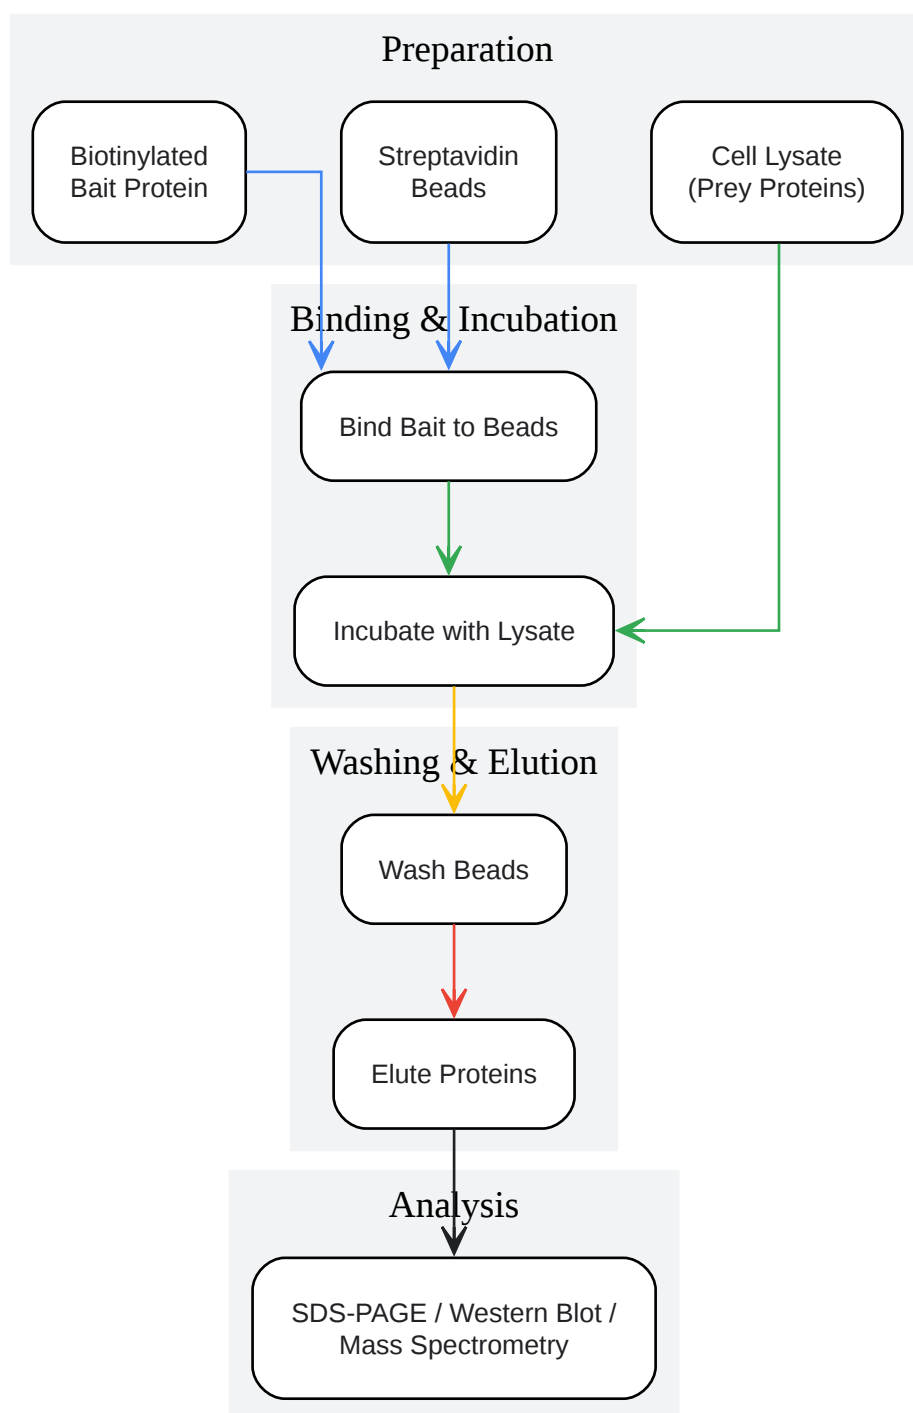 Preparation
Biotinylated
Bait Protein
Streptavidin
Beads
Cell Lysate
(Prey Proteins)
Binding & Incubation
Bind Bait to Beads
Incubate with Lysate
Washing & Elution
Wash Beads
Elute Proteins
Analysis
SDS-PAGE / Western Blot /
Mass Spectrometry